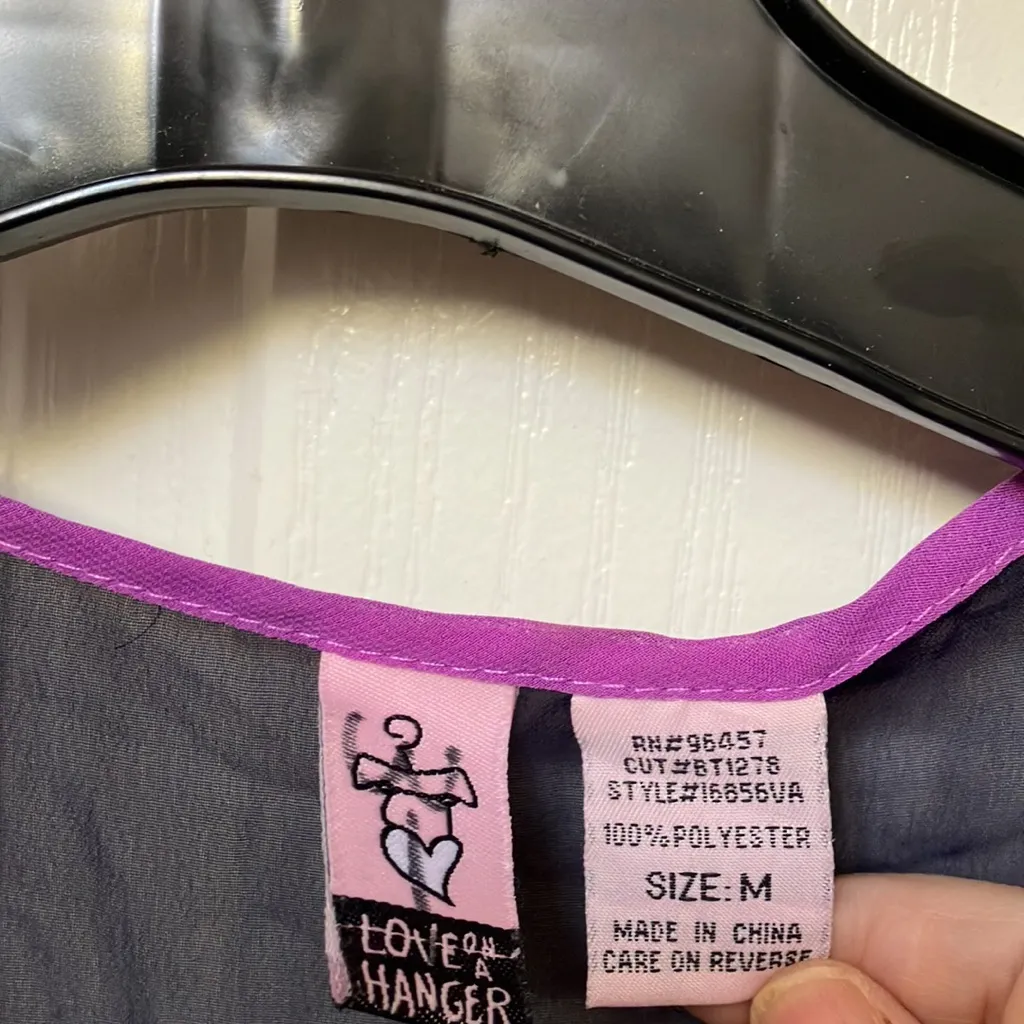 LOVE ON
A
HANGER
RN#96457
CUT#BT1278
STYLE#16856VA
100%POLYESTER
SIZE: M
MADE IN CHINA
CARE ON REVERSE